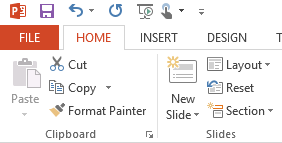 FILE HOME INSERT DESIGN T
Cut
Copy
Format Painter
Paste
Clipboard
New
Slide
Layout
Reset
Section
Slides